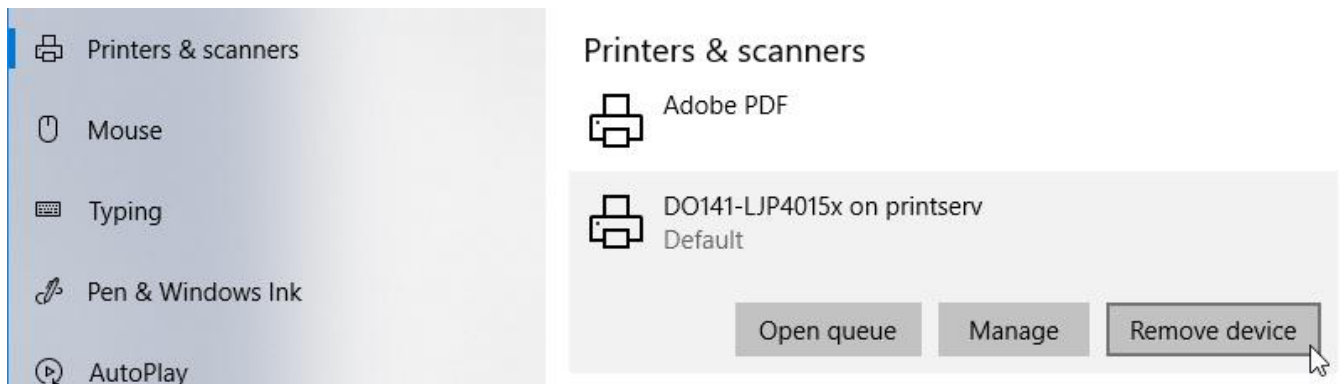 Printers & scanners
Mouse
Typing
Pen & Windows Ink
AutoPlay
Printers & scanners
Adobe PDF
DO141-LJP4015x on printserv
Default
Open queue Manage Remove device